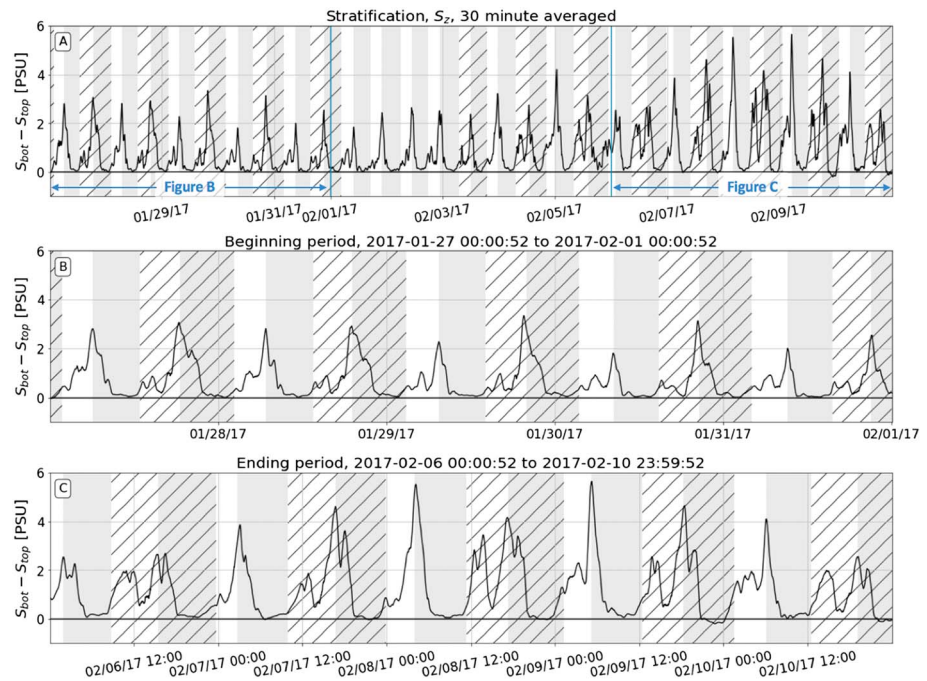 Stratification, S_z, 30 minute averaged
A
S_bot − S_top [PSU]
6
4
2
0
Figure B
Figure C
01/29/17 01/31/17 02/01/17 02/03/17 02/05/17 02/07/17 02/09/17
Beginning period, 2017-01-27 00:00:52 to 2017-02-01 00:00:52
B
S_bot − S_top [PSU]
6
4
2
0
01/28/17 01/29/17 01/30/17 01/31/17 02/01/17
Ending period, 2017-02-06 00:00:52 to 2017-02-10 23:59:52
C
S_bot − S_top [PSU]
6
4
2
0
02/06/17 12:00 02/07/17 00:00 02/07/17 12:00 02/08/17 00:00 02/08/17 12:00 02/09/17 00:00 02/09/17 12:00 02/10/17 00:00 02/10/17 12:00